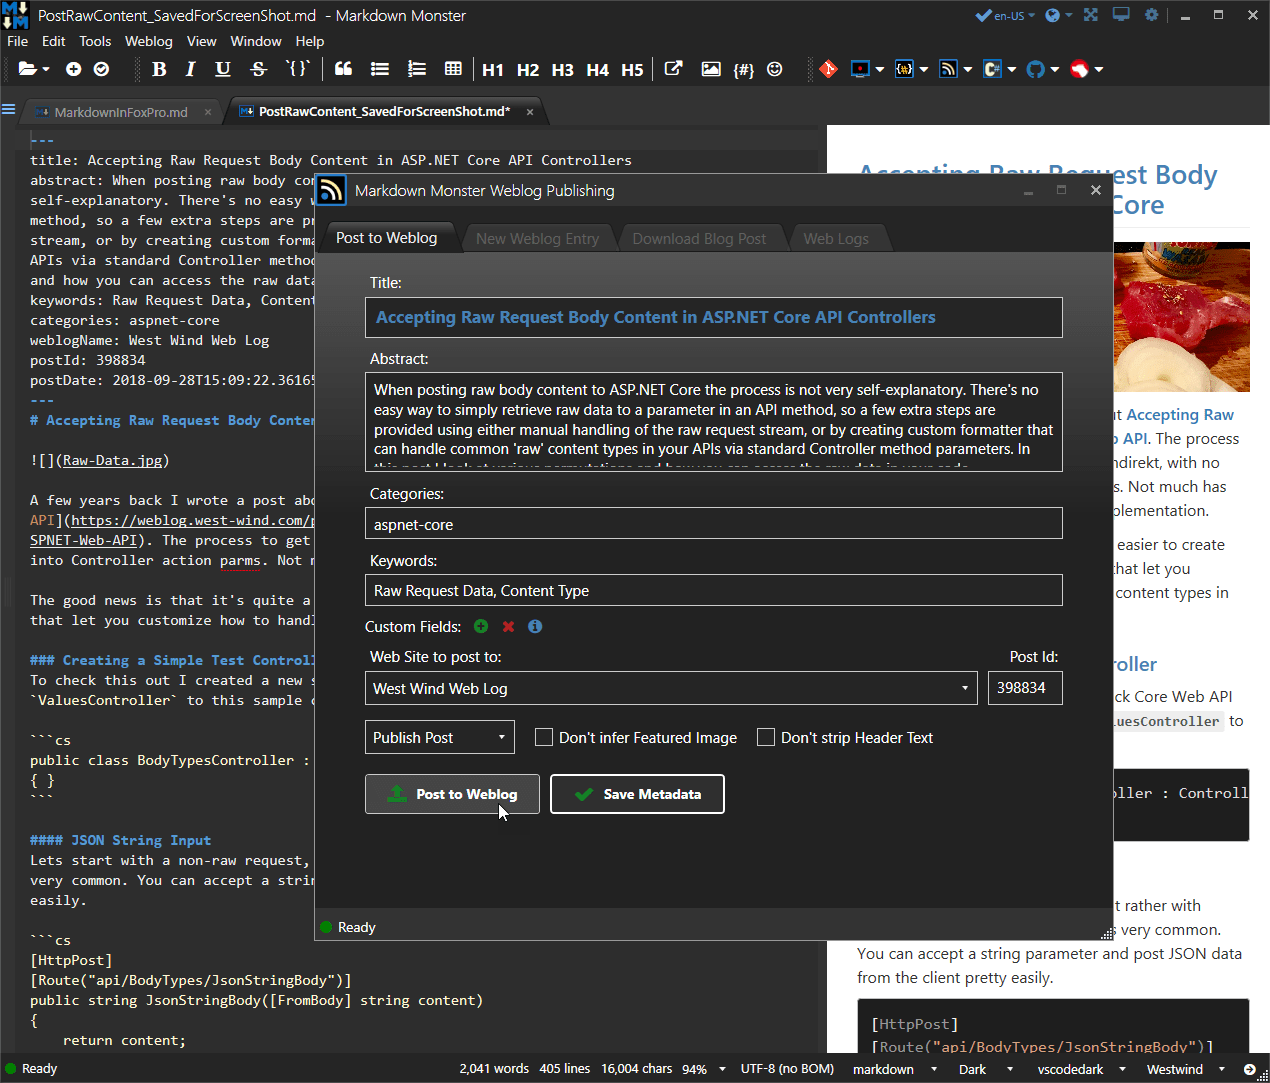 PostRawContent_SavedForScreenShot.md - Markdown Monster
en-US
File Edit Tools Weblog View Window Help
B I U S `{}` H1 H2 H3 H4 H5 {#} {#} C#
MarkdownInFoxPro.md ×
PostRawContent_SavedForScreenShot.md* ×
---
title: Accepting Raw Request Body Content in ASP.NET Core API Controllers
abstract: When posting raw body
self-explanatory. There's no easy
method, so a few extra steps are
stream, or by creating custom
APIs via standard Controller
and how you can access the raw
keywords: Raw Request Data, Content
categories: aspnet-core
weblogName: West Wind Web Log
postId: 398834
postDate: 2018-09-28T15:09:22.36165
---
# Accepting Raw Request Body
![](Raw-Data.jpg)
A few years back I wrote a post
API](https://weblog.west-wind.com/p
SPNET-Web-API). The process to get
into Controller action parms. Not
The good news is that it's quite a
that let you customize how to
### Creating a Simple Test
To check this out I created a new
`ValuesController` to this sample
```cs
public class BodyTypesController :
{ }
```
#### JSON String Input
Lets start with a non-raw request,
very common. You can accept a
easily.
```cs
[HttpPost]
[Route("api/BodyTypes/JsonStringBody")]
public string JsonStringBody([FromBody] string content)
{
return content;
Markdown Monster Weblog Publishing
Post to Weblog
New Weblog Entry
Download Blog Post
Web Logs
Title:
Accepting Raw Request Body Content in ASP.NET Core API Controllers
Abstract:
When posting raw body content to ASP.NET Core the process is not very self-explanatory. There's no
easy way to simply retrieve raw data to a parameter in an API method, so a few extra steps are
provided using either manual handling of the raw request stream, or by creating custom formatter that
can handle common 'raw' content types in your APIs via standard Controller method parameters. In
this post I look at various permutations and how you can access the raw data in your code.
Categories:
aspnet-core
Keywords:
Raw Request Data, Content Type
Custom Fields:
Web Site to post to:
Post Id:
West Wind Web Log
398834
Publish Post
Don't infer Featured Image
Don't strip Header Text
Post to Weblog
Save Metadata
Ready
Request Body
Core
Accepting Raw
API. The process
ndirekt, with no
s. Not much has
plementation.
easier to create
that let you
content types in
roller
ck Core Web API
luesController to
oller : Controll
t rather with
s very common.
You can accept a string parameter and post JSON data
from the client pretty easily.
[HttpPost]
[Route("api/BodyTypes/JsonStringBody")]
Ready
2,041 words 405 lines 16,004 chars 94% UTF-8 (no BOM) markdown Dark vscodedark Westwind